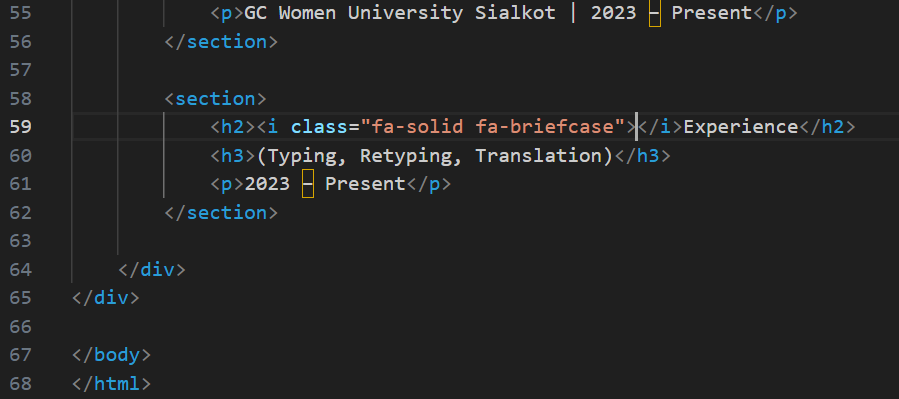 55 <p>GC Women University Sialkot | 2023 – Present</p>
56 </section>
57
58 <section>
59 <h2><i class="fa-solid fa-briefcase"></i>Experience</h2>
60 <h3>(Typing, Retyping, Translation)</h3>
61 <p>2023 – Present</p>
62 </section>
63
64 </div>
65 </div>
66
67 </body>
68 </html>